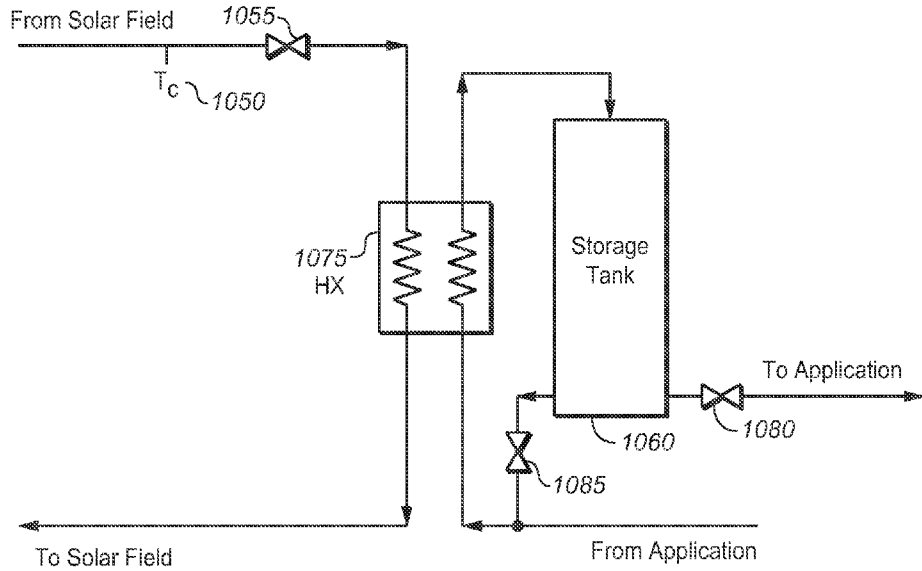 From Solar Field
1055
Tc
1050
1075
HX
Storage
Tank
To Application
1060
1080
1085
To Solar Field
From Application